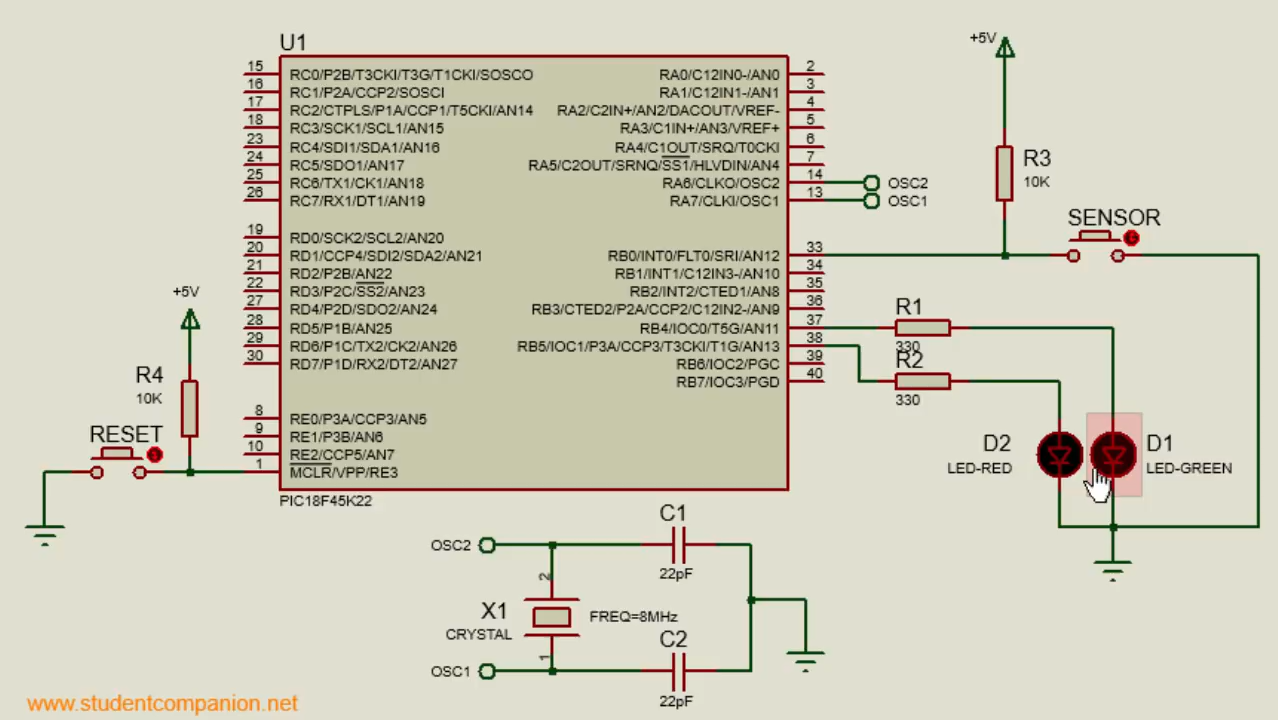 U1
15 RC0/P2B/T3CKI/T3G/T1CKI/SOSCO
16 RC1/P2A/CCP2/SOSCI
17 RC2/CTPLS/P1A/CCP1/T5CKI/AN14
18 RC3/SCK1/SCL1/AN15
23 RC4/SDI1/SDA1/AN16
24 RC5/SDO1/AN17
25 RC6/TX1/CK1/AN18
26 RC7/RX1/DT1/AN19
19 RD0/SCK2/SCL2/AN20
20 RD1/CCP4/SDI2/SDA2/AN21
21 RD2/P2B/AN22
22 RD3/P2C/SS2/AN23
27 RD4/P2D/SDO2/AN24
28 RD5/P1B/AN25
29 RD6/P1C/TX2/CK2/AN26
30 RD7/P1D/RX2/DT2/AN27
8 RE0/P3A/CCP3/AN5
9 RE1/P3B/AN6
10 RE2/CCP5/AN7
1 MCLR/VPP/RE3
RA0/C12IN0-/AN0 2
RA1/C12IN1-/AN1 3
RA2/C2IN+/AN2/DACOUT/VREF- 4
RA3/C1IN+/AN3/VREF+ 5
RA4/C1OUT/SRQ/T0CKI 6
RA5/C2OUT/SRNQ/SS1/HLVDIN/AN4 7
RA6/CLKO/OSC2 14
RA7/CLKI/OSC1 13
RB0/INT0/FLT0/SRI/AN12 33
RB1/INT1/C12IN3-/AN10 34
RB2/INT2/CTED1/AN8 35
RB3/CTED2/P2A/CCP2/C12IN2-/AN9 36
RB4/IOC0/T5G/AN11 37
RB5/IOC1/P3A/CCP3/T3CKI/T1G/AN13 38
RB6/IOC2/PGC 39
RB7/IOC3/PGD 40
PIC18F45K22
OSC2
OSC1
+5V
R3
10K
SENSOR
R1
330
R2
330
D2
LED-RED
D1
LED-GREEN
+5V
R4
10K
RESET
C1
22pF
OSC2
2
X1
CRYSTAL
FREQ=8MHz
1
OSC1
C2
22pF
www.studentcompanion.net